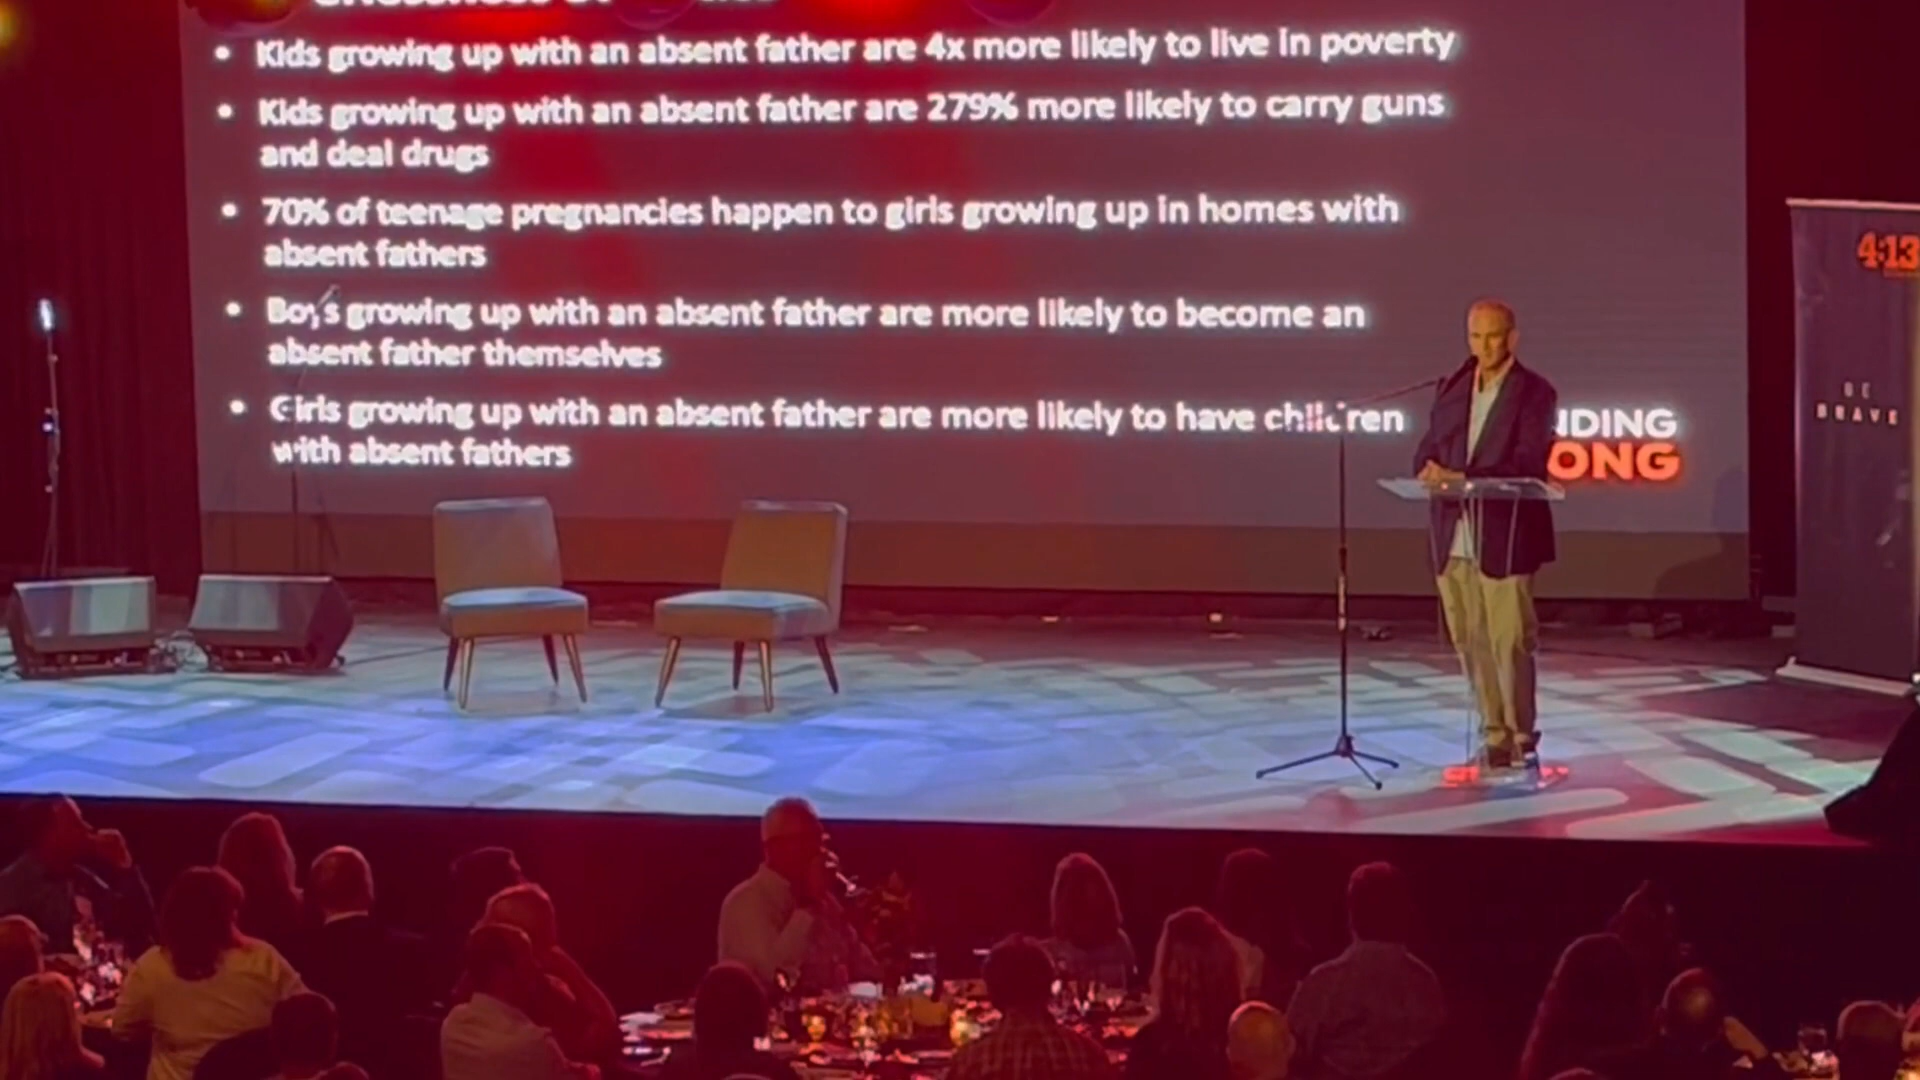 Kids growing up with an absent father are 4x more likely to live in poverty
Kids growing up with an absent father are 279% more likely to carry guns
and deal drugs
70% of teenage pregnancies happen to girls growing up in homes with
absent fathers
Boys growing up with an absent father are more likely to become an
absent father themselves
Girls growing up with an absent father are more likely to have children
with absent fathers
NDING
ONG
4:13
BE
BRAVE